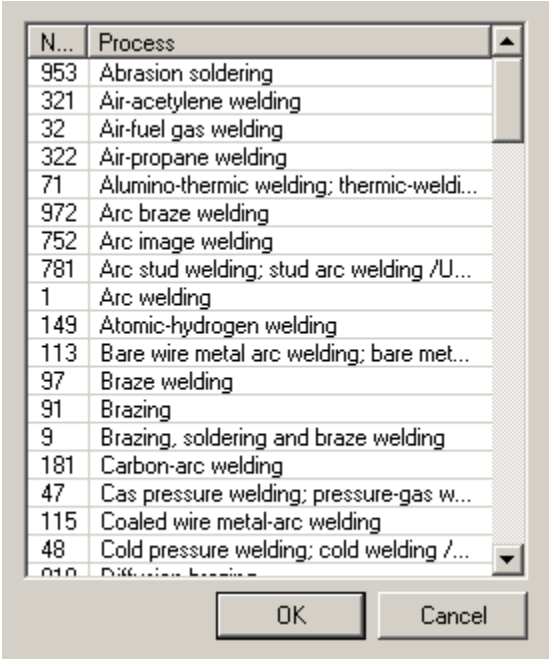 N... Process
953 Abrasion soldering
321 Air-acetylene welding
32 Air-fuel gas welding
322 Air-propane welding
71 Alumino-thermic welding; thermic-weldi...
972 Arc braze welding
752 Arc image welding
781 Arc stud welding; stud arc welding /U...
1 Arc welding
149 Atomic-hydrogen welding
113 Bare wire metal arc welding; bare met...
97 Braze welding
91 Brazing
9 Brazing, soldering and braze welding
181 Carbon-arc welding
47 Cas pressure welding; pressure-gas w...
115 Coaled wire metal-arc welding
48 Cold pressure welding; cold welding /...
OK Cancel